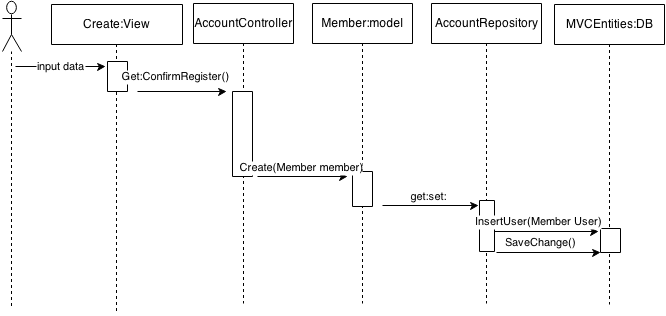 Create:View
AccountController
Member:model
AccountRepository
MVCEntities:DB
input data
Get:ConfirmRegister()
Create(Member member)
get:set:
InsertUser(Member User)
SaveChange()